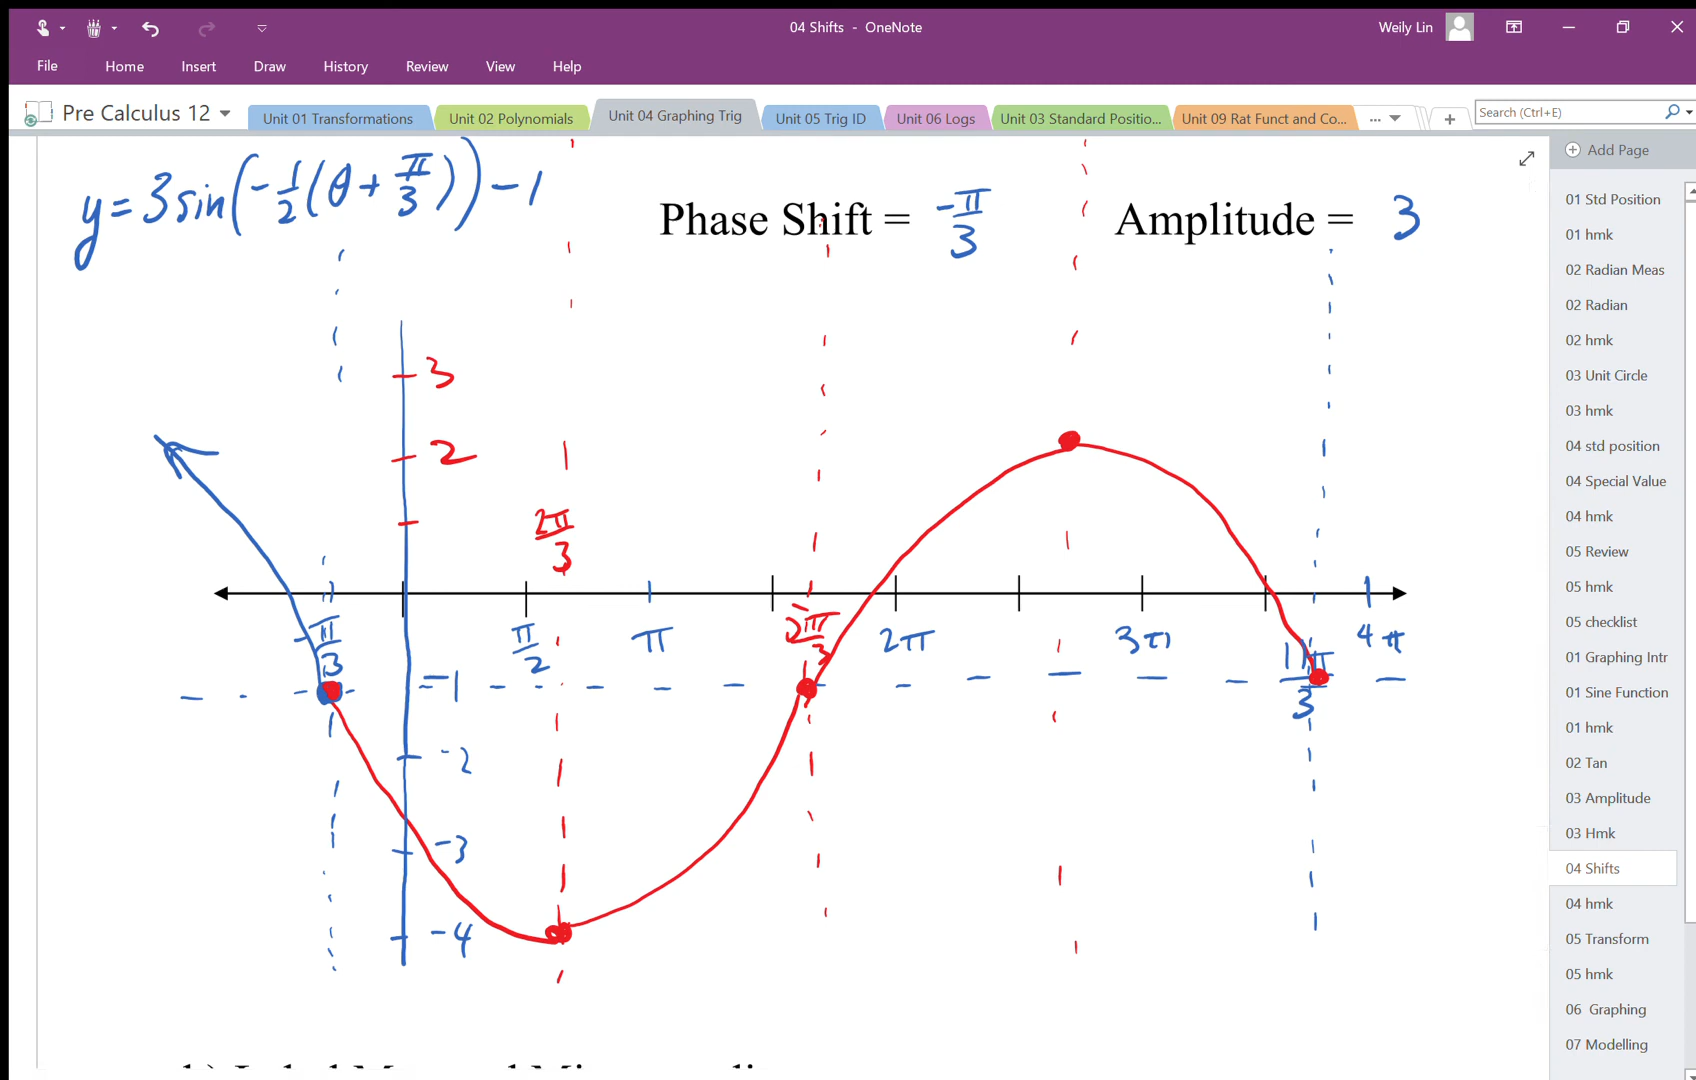 04 Shifts - OneNote
Weily Lin
File Home Insert Draw History Review View Help
Pre Calculus 12
Unit 01 Transformations
Unit 02 Polynomials
Unit 04 Graphing Trig
Unit 05 Trig ID
Unit 06 Logs
Unit 03 Standard Positio...
Unit 09 Rat Funct and Co...
...
Search (Ctrl+E)
y = 3 sin(-1/2(θ + π/3)) - 1
Phase Shift = -π/3
Amplitude = 3
3
2
2π/3
-π/3
π/2
π
2π
3π
4π
-1
11π/3
-2
-3
-4
Add Page
01 Std Position
01 hmk
02 Radian Meas
02 Radian
02 hmk
03 Unit Circle
03 hmk
04 std position
04 Special Value
04 hmk
05 Review
05 hmk
05 checklist
01 Graphing Intr
01 Sine Function
01 hmk
02 Tan
03 Amplitude
03 Hmk
04 Shifts
04 hmk
05 Transform
05 hmk
06 Graphing
07 Modelling